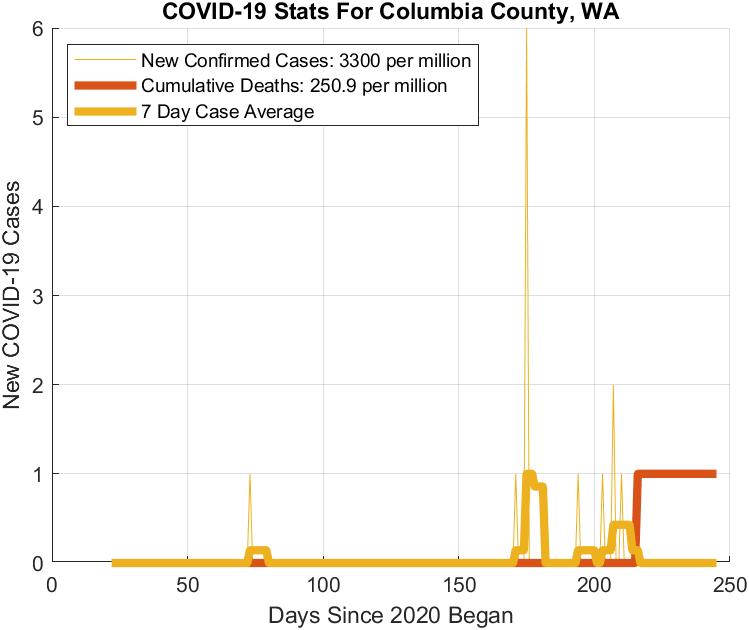 COVID-19 Stats For Columbia County, WA
New Confirmed Cases: 3300 per million
Cumulative Deaths: 250.9 per million
7 Day Case Average
New COVID-19 Cases
6
5
4
3
2
1
0
0 50 100 150 200 250
Days Since 2020 Began